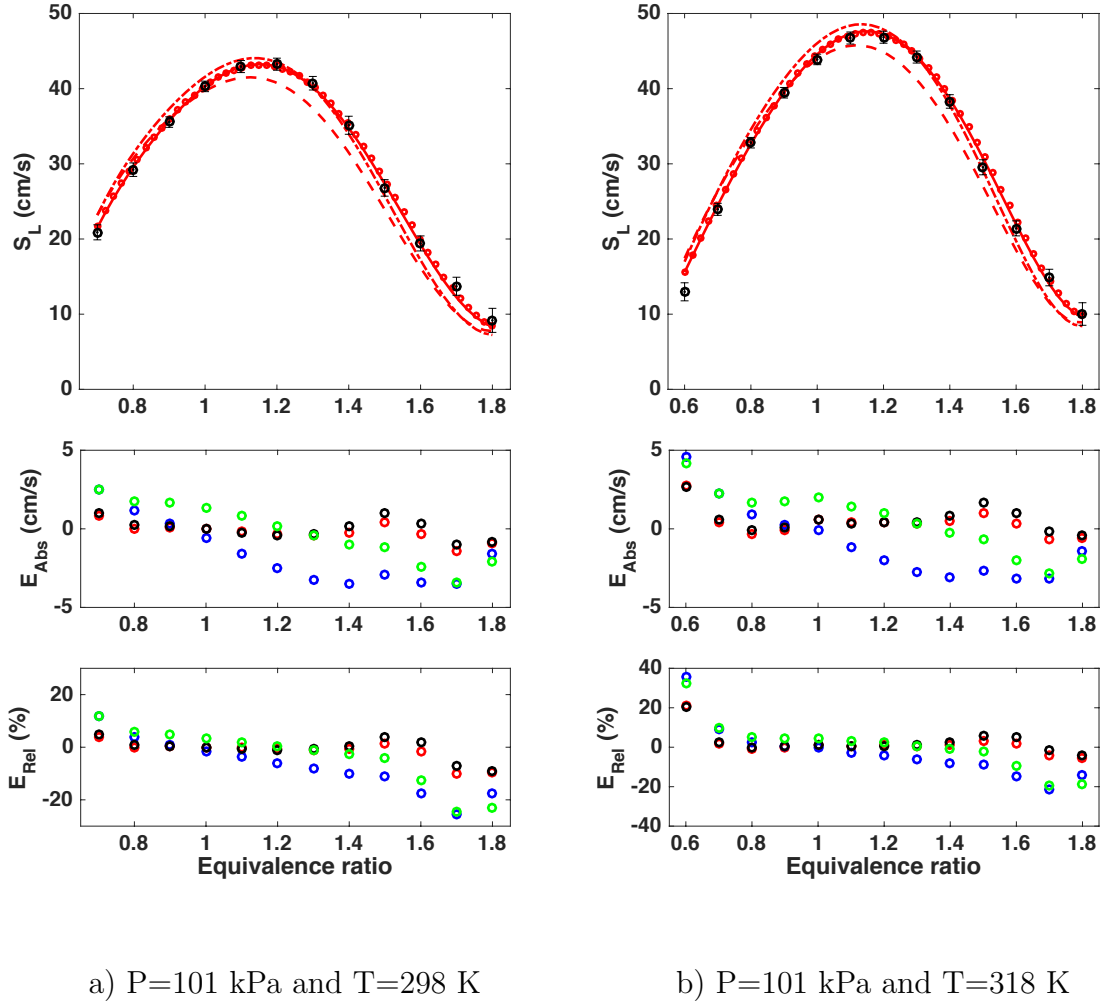 50
40
30
20
10
0
S_L (cm/s)
0.8 1 1.2 1.4 1.6 1.8
50
40
30
20
10
0
S_L (cm/s)
0.6 0.8 1 1.2 1.4 1.6 1.8
5
0
-5
E_Abs (cm/s)
0.8 1 1.2 1.4 1.6 1.8
5
0
-5
E_Abs (cm/s)
0.6 0.8 1 1.2 1.4 1.6 1.8
20
0
-20
E_Rel (%)
0.8 1 1.2 1.4 1.6 1.8
Equivalence ratio
40
20
0
-20
-40
E_Rel (%)
0.6 0.8 1 1.2 1.4 1.6 1.8
Equivalence ratio
a) P=101 kPa and T=298 K
b) P=101 kPa and T=318 K